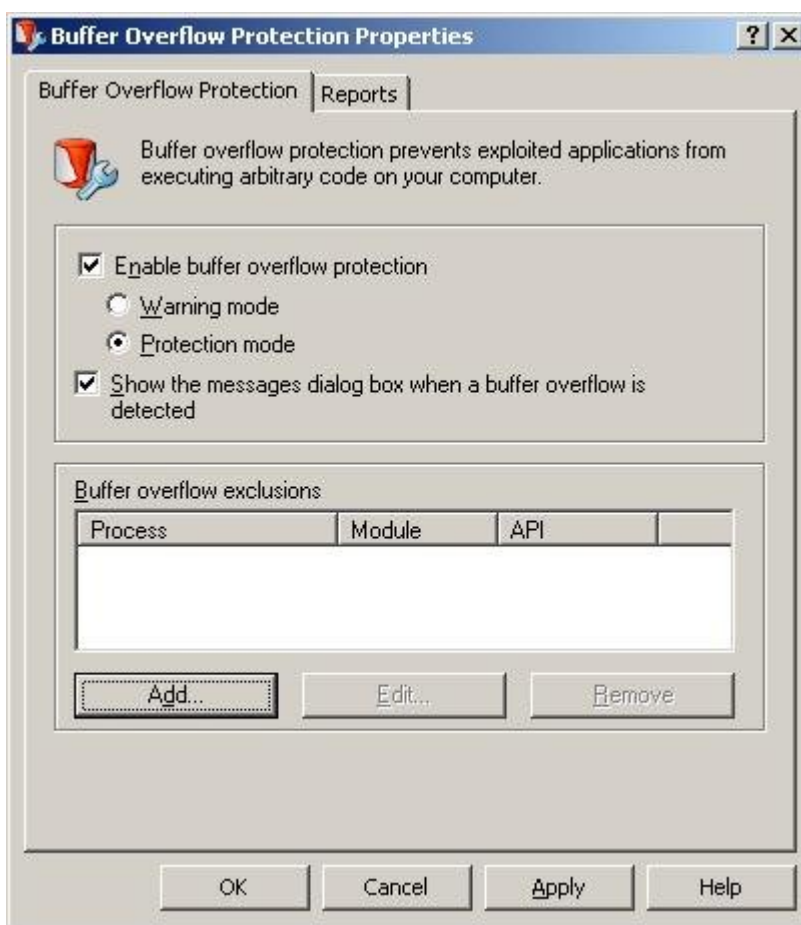 Buffer Overflow Protection Properties
Buffer Overflow Protection
Reports
Buffer overflow protection prevents exploited applications from
executing arbitrary code on your computer.
Enable buffer overflow protection
Warning mode
Protection mode
Show the messages dialog box when a buffer overflow is
detected
Buffer overflow exclusions
Process Module API
Add... Edit... Remove
OK Cancel Apply Help